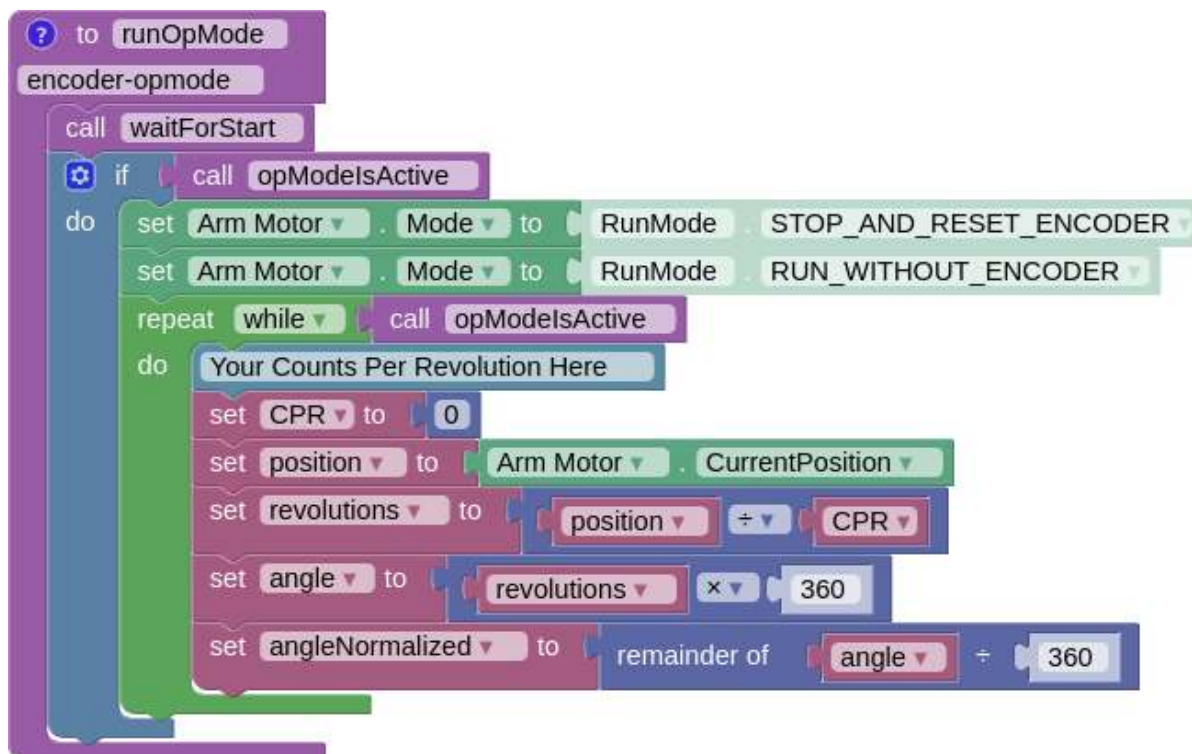 ? to runOpMode
encoder-opmode
call waitForStart
if call opModeIsActive
do set Arm Motor . Mode to RunMode . STOP_AND_RESET_ENCODER
set Arm Motor . Mode to RunMode . RUN_WITHOUT_ENCODER
repeat while call opModeIsActive
do Your Counts Per Revolution Here
set CPR to 0
set position to Arm Motor . CurrentPosition
set revolutions to position ÷ CPR
set angle to revolutions × 360
set angleNormalized to remainder of angle ÷ 360